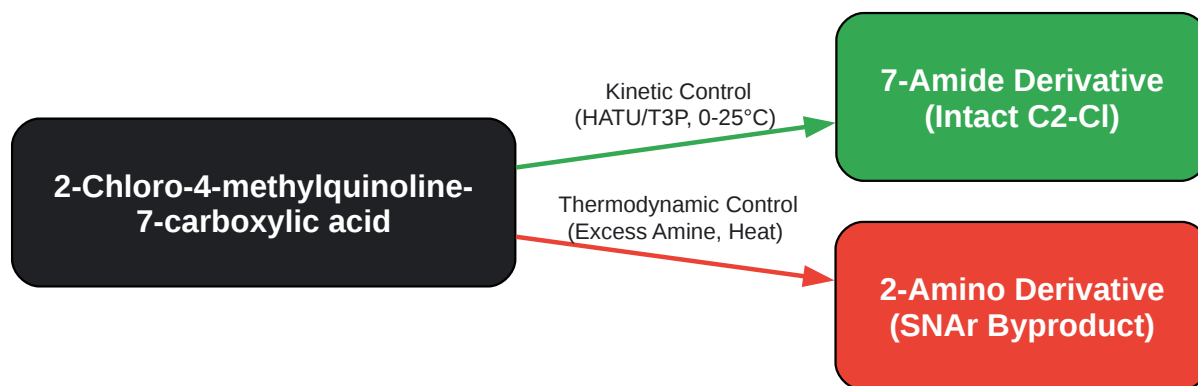 2-Chloro-4-methylquinoline-
7-carboxylic acid
Kinetic Control
(HATU/T3P, 0-25°C)
7-Amide Derivative
(Intact C2-Cl)
Thermodynamic Control
(Excess Amine, Heat)
2-Amino Derivative
(SNAr Byproduct)